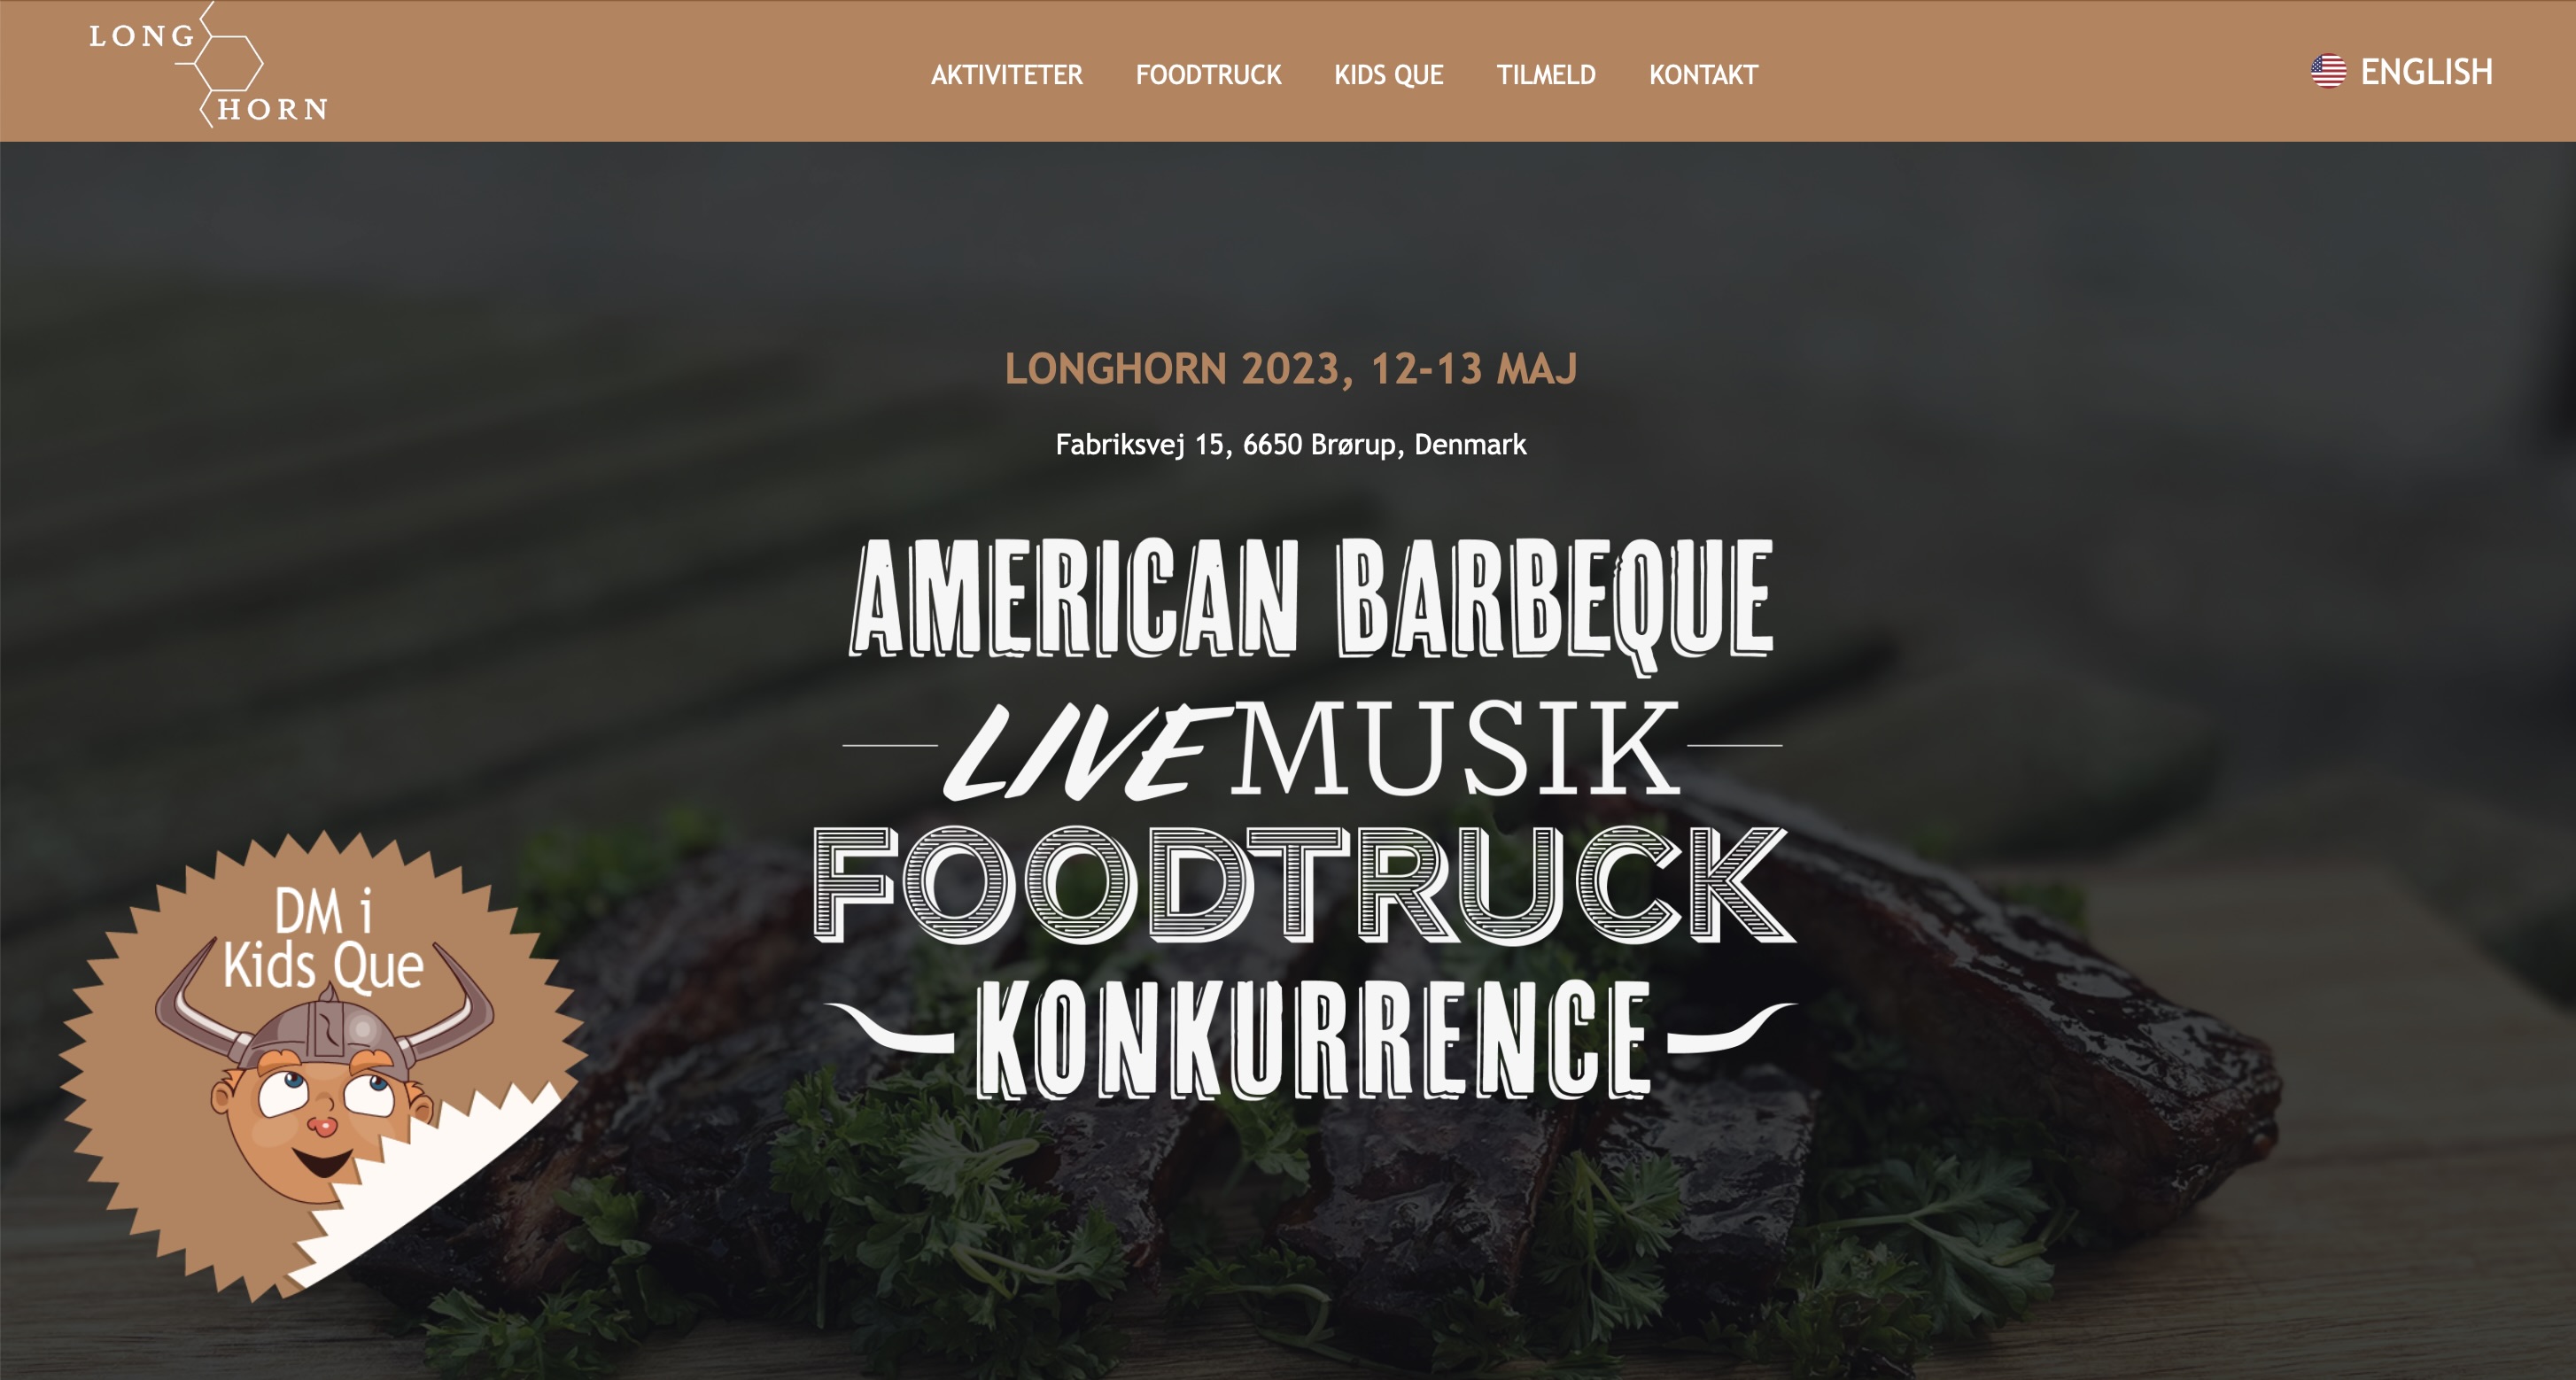 LONG
HORN
AKTIVITETER FOODTRUCK KIDS QUE TILMELD KONTAKT
ENGLISH
LONGHORN 2023, 12-13 MAJ
Fabriksvej 15, 6650 Brørup, Denmark
AMERICAN BARBEQUE
LIVE MUSIK
FOODTRUCK
KONKURRENCE
DM i
Kids Que